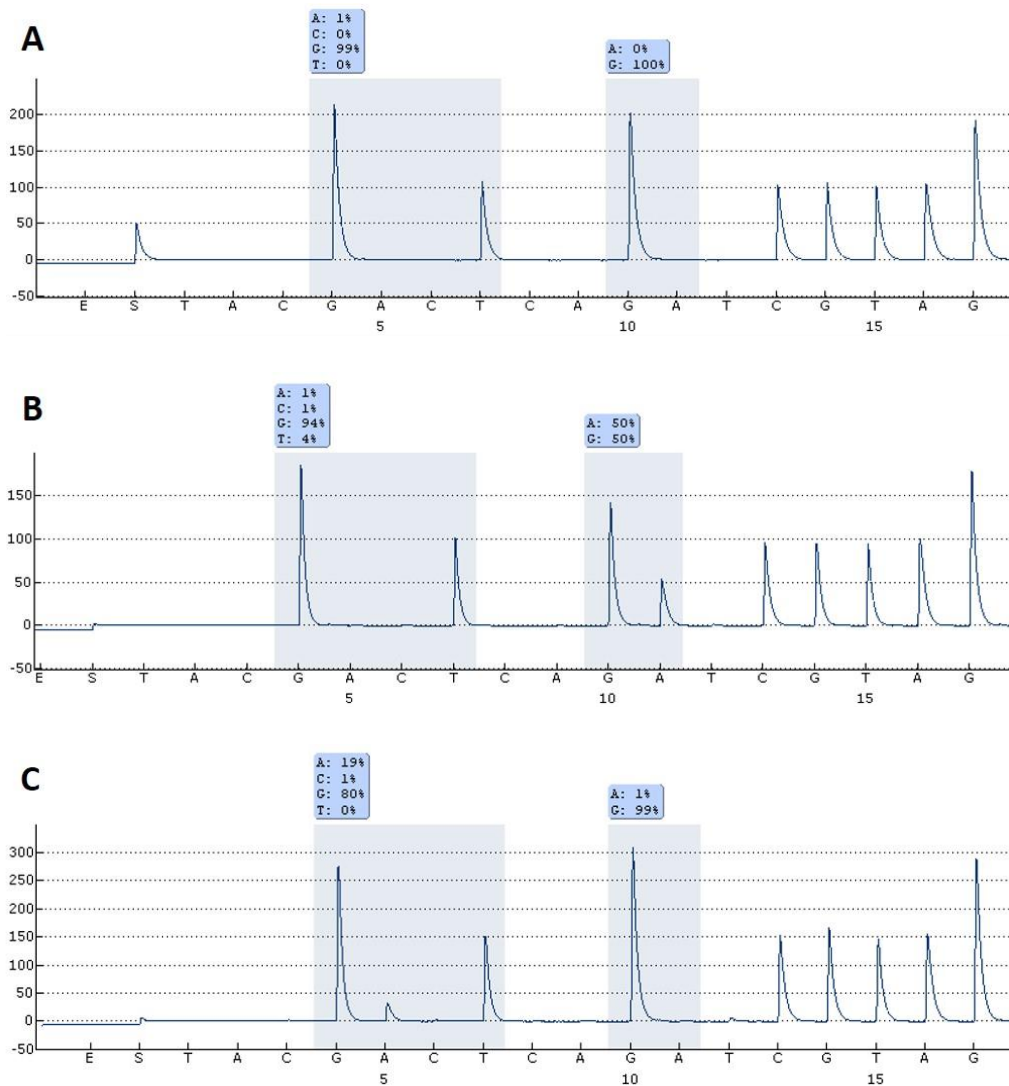 A
A: 1%
C: 0%
G: 99%
T: 0%
A: 0%
G: 100%
200
150
100
50
0
-50
E S T A C G A C T C A G A T C G T A G
5 10 15
B
A: 1%
C: 1%
G: 94%
T: 4%
A: 50%
G: 50%
150
100
50
0
-50
E S T A C G A C T C A G A T C G T A G
5 10 15
C
A: 19%
C: 1%
G: 80%
T: 0%
A: 1%
G: 99%
300
250
200
150
100
50
0
-50
E S T A C G A C T C A G A T C G T A G
5 10 15